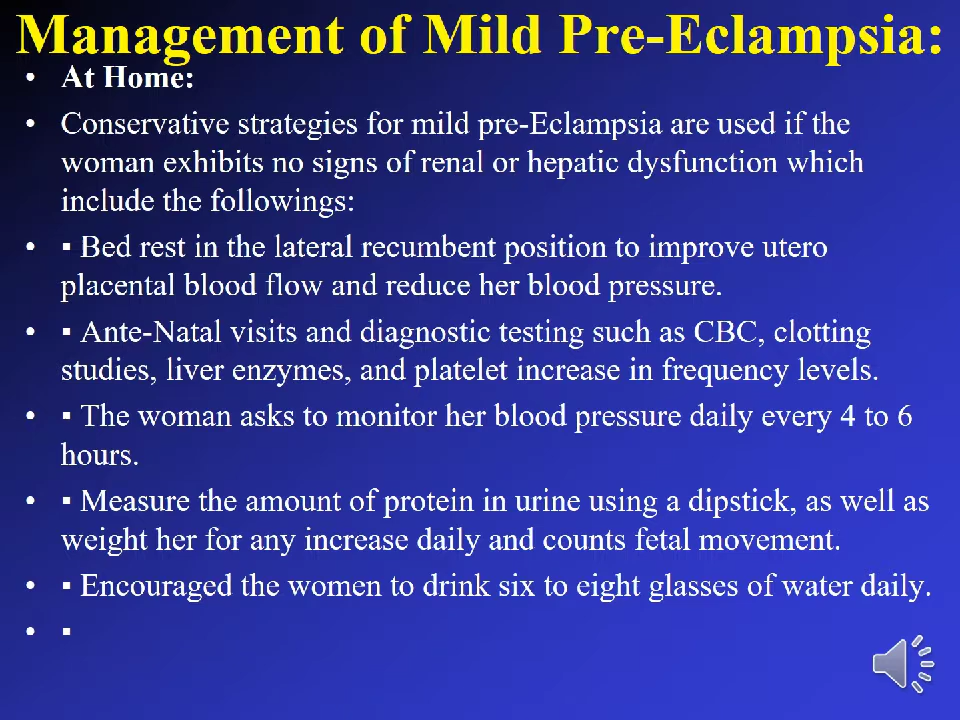 Management of Mild Pre-Eclampsia:
• At Home:
• Conservative strategies for mild pre-Eclampsia are used if the
woman exhibits no signs of renal or hepatic dysfunction which
include the followings:
• ▪ Bed rest in the lateral recumbent position to improve utero
placental blood flow and reduce her blood pressure.
• ▪ Ante-Natal visits and diagnostic testing such as CBC, clotting
studies, liver enzymes, and platelet increase in frequency levels.
• ▪ The woman asks to monitor her blood pressure daily every 4 to 6
hours.
• ▪ Measure the amount of protein in urine using a dipstick, as well as
weight her for any increase daily and counts fetal movement.
• ▪ Encouraged the women to drink six to eight glasses of water daily.
• ▪